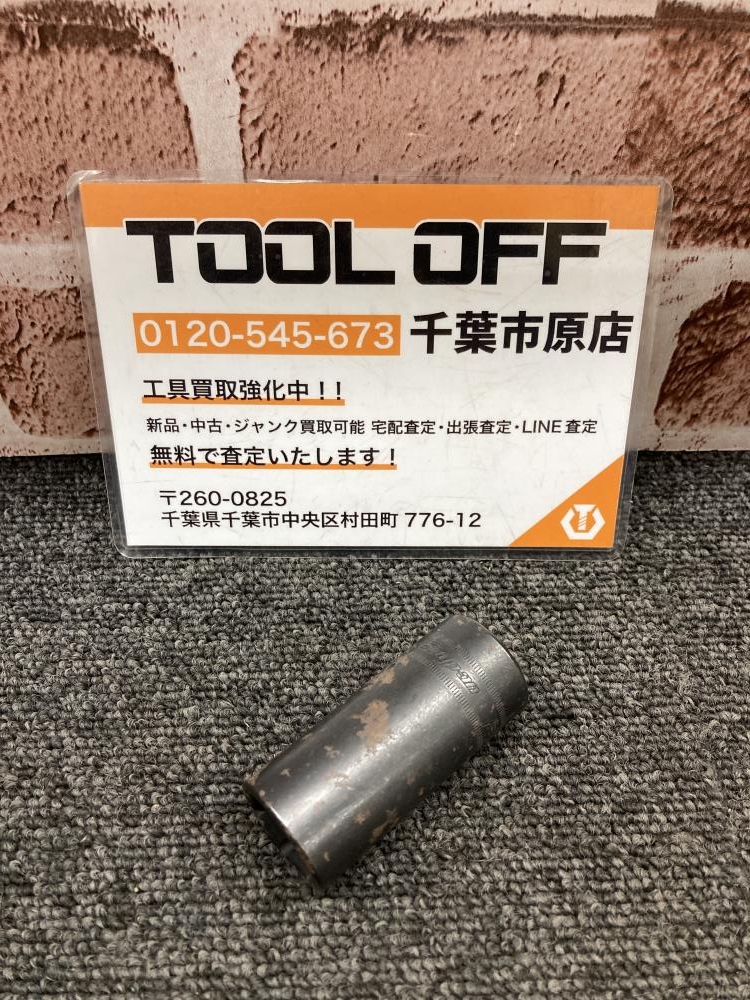 TOOL OFF
0120-545-673 千葉市原店
工具買取強化中！！
新品・中古・ジャンク買取可能 宅配査定・出張査定・LINE査定
無料で査定いたします！
〒260-0825
千葉県千葉市中央区村田町 776-12